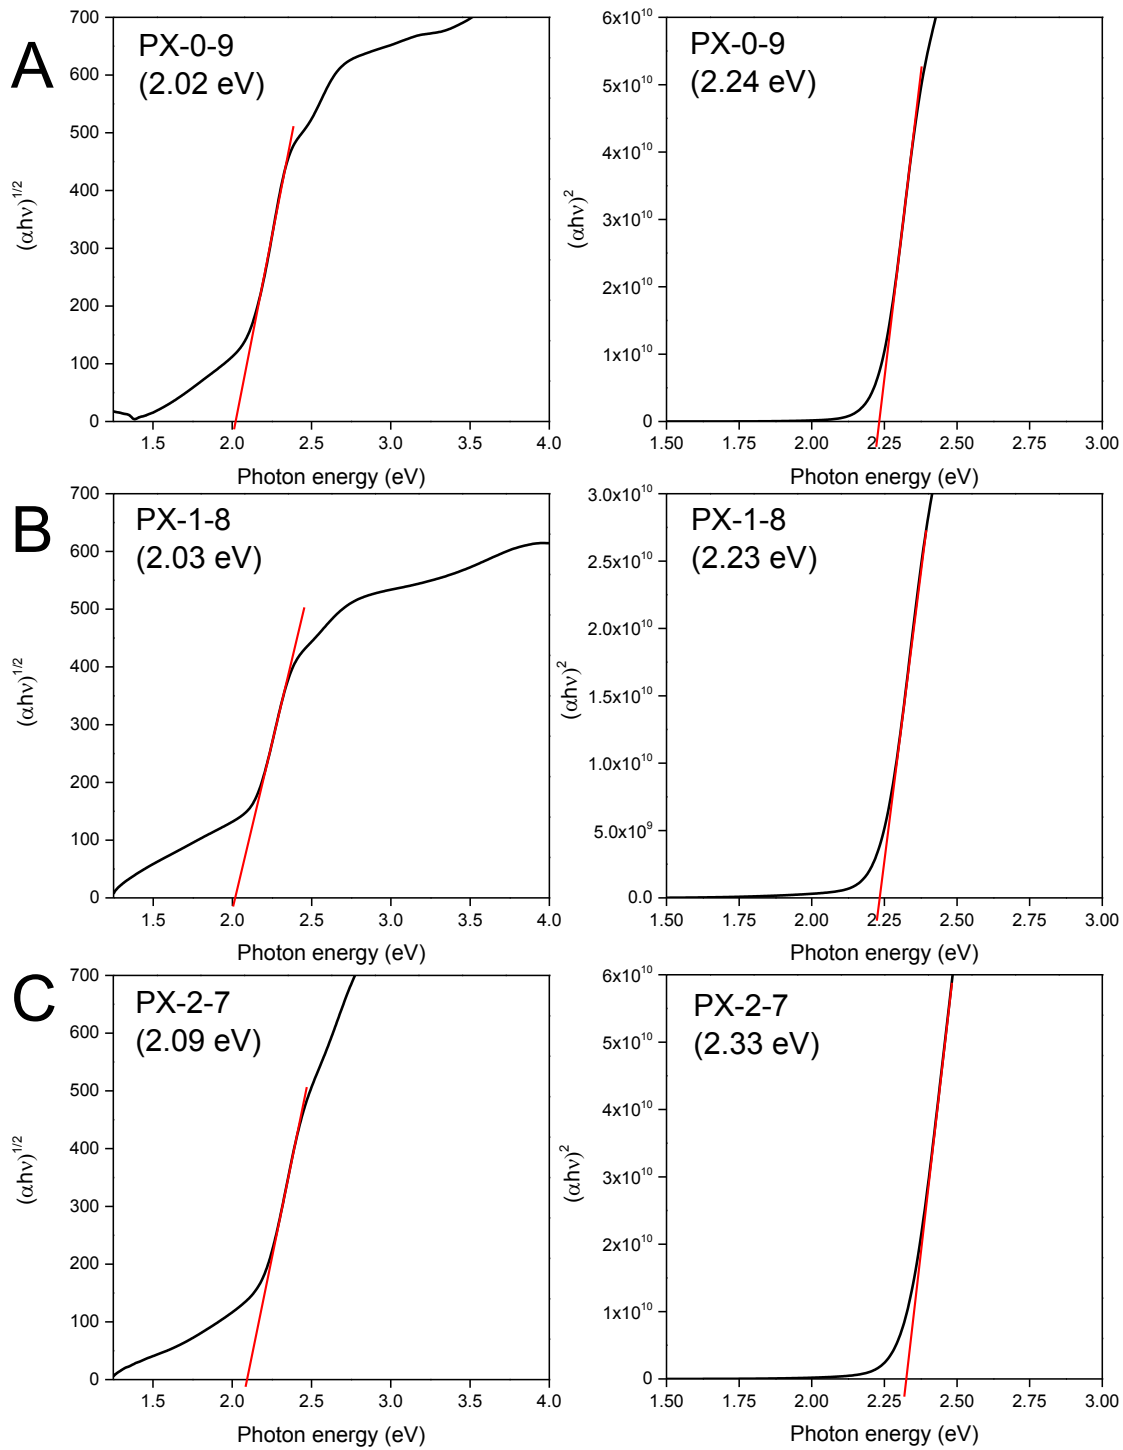 A
PX-0-9
(2.02 eV)
700
600
500
400
300
200
100
0
(αhν)1/2
1.5 2.0 2.5 3.0 3.5 4.0
Photon energy (eV)
PX-0-9
(2.24 eV)
6x10^10
5x10^10
4x10^10
3x10^10
2x10^10
1x10^10
0
(αhν)^2
1.50 1.75 2.00 2.25 2.50 2.75 3.00
Photon energy (eV)
B
PX-1-8
(2.03 eV)
700
600
500
400
300
200
100
0
(αhν)1/2
1.5 2.0 2.5 3.0 3.5 4.0
Photon energy (eV)
PX-1-8
(2.23 eV)
3.0x10^10
2.5x10^10
2.0x10^10
1.5x10^10
1.0x10^10
5.0x10^9
0.0
(αhν)^2
1.50 1.75 2.00 2.25 2.50 2.75 3.00
Photon energy (eV)
C
PX-2-7
(2.09 eV)
700
600
500
400
300
200
100
0
(αhν)1/2
1.5 2.0 2.5 3.0 3.5 4.0
Photon energy (eV)
PX-2-7
(2.33 eV)
6x10^10
5x10^10
4x10^10
3x10^10
2x10^10
1x10^10
0
(αhν)^2
1.50 1.75 2.00 2.25 2.50 2.75 3.00
Photon energy (eV)